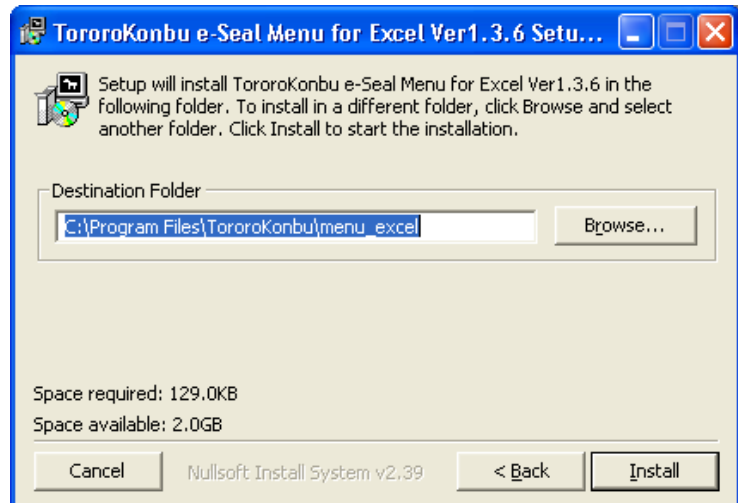 TororoKonbu e-Seal Menu for Excel Ver1.3.6 Setu...
Setup will install TororoKonbu e-Seal Menu for Excel Ver1.3.6 in the
following folder. To install in a different folder, click Browse and select
another folder. Click Install to start the installation.
Destination Folder
C:\Program Files\TororoKonbu\menu_excel
Browse...
Space required: 129.0KB
Space available: 2.0GB
Cancel
Nullsoft Install System v2.39
< Back
Install